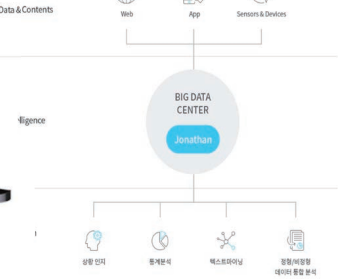 Data & Contents
Web
App
Sensors & Devices
lligence
BIG DATA
CENTER
Jonathan
상황 인지
통계분석
텍스트마이닝
정형/비정형
데이터 통합 분석